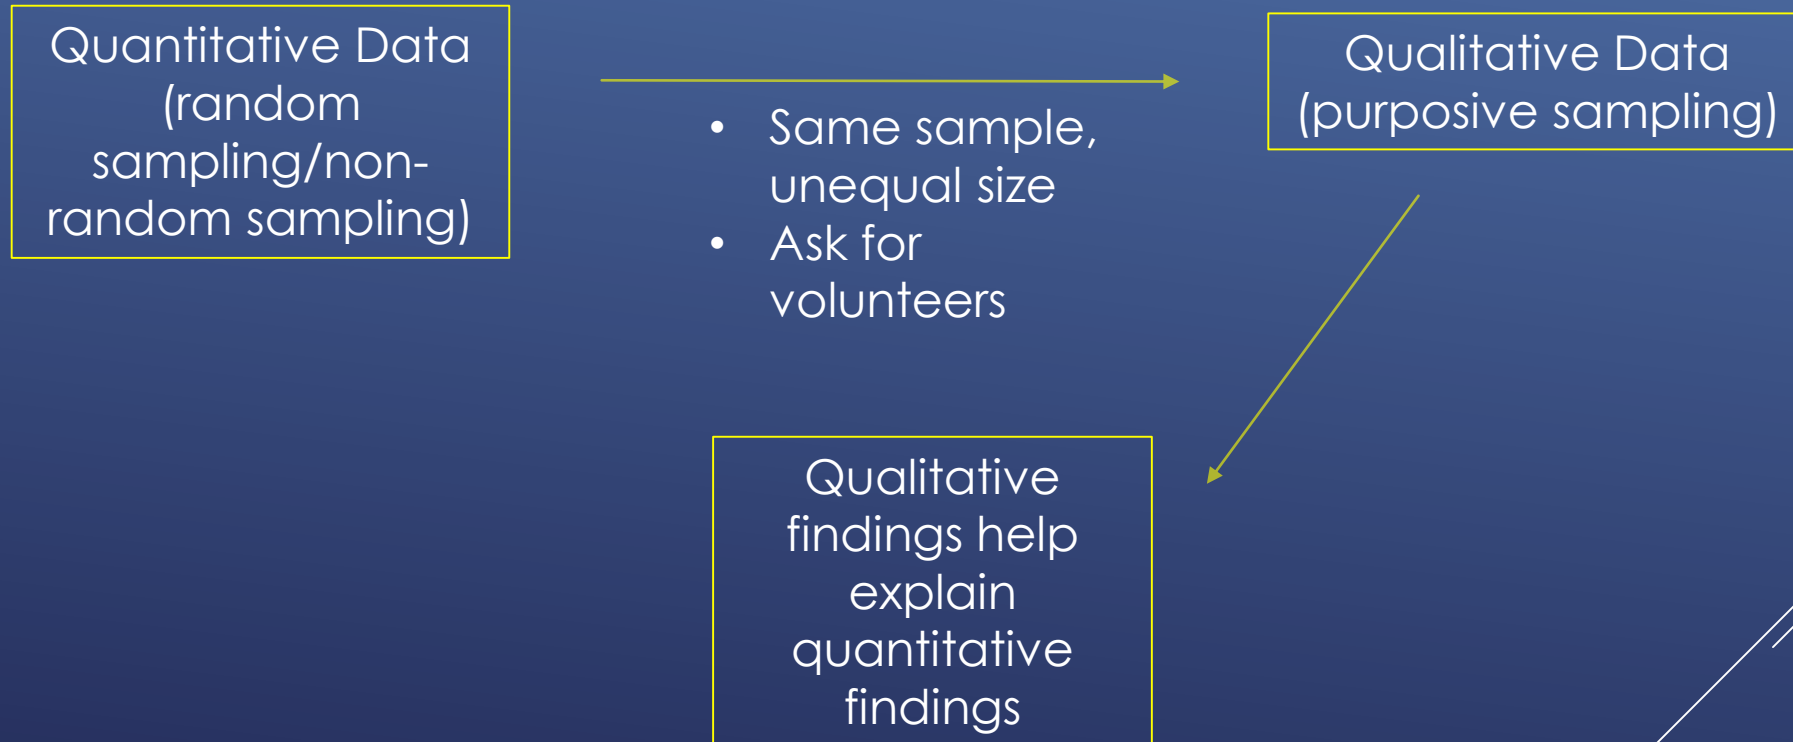 Quantitative Data
(random
sampling/non-
random sampling)
• Same sample,
unequal size
• Ask for
volunteers
Qualitative Data
(purposive sampling)
Qualitative
findings help
explain
quantitative
findings